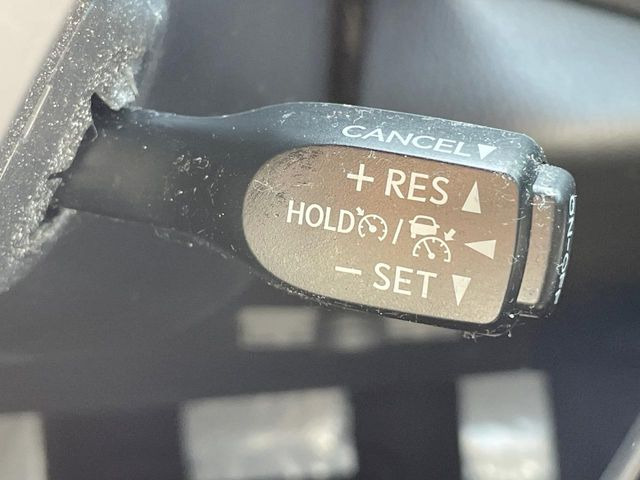 CANCEL▼
+ RES ▲
HOLD / ◀
− SET ▼